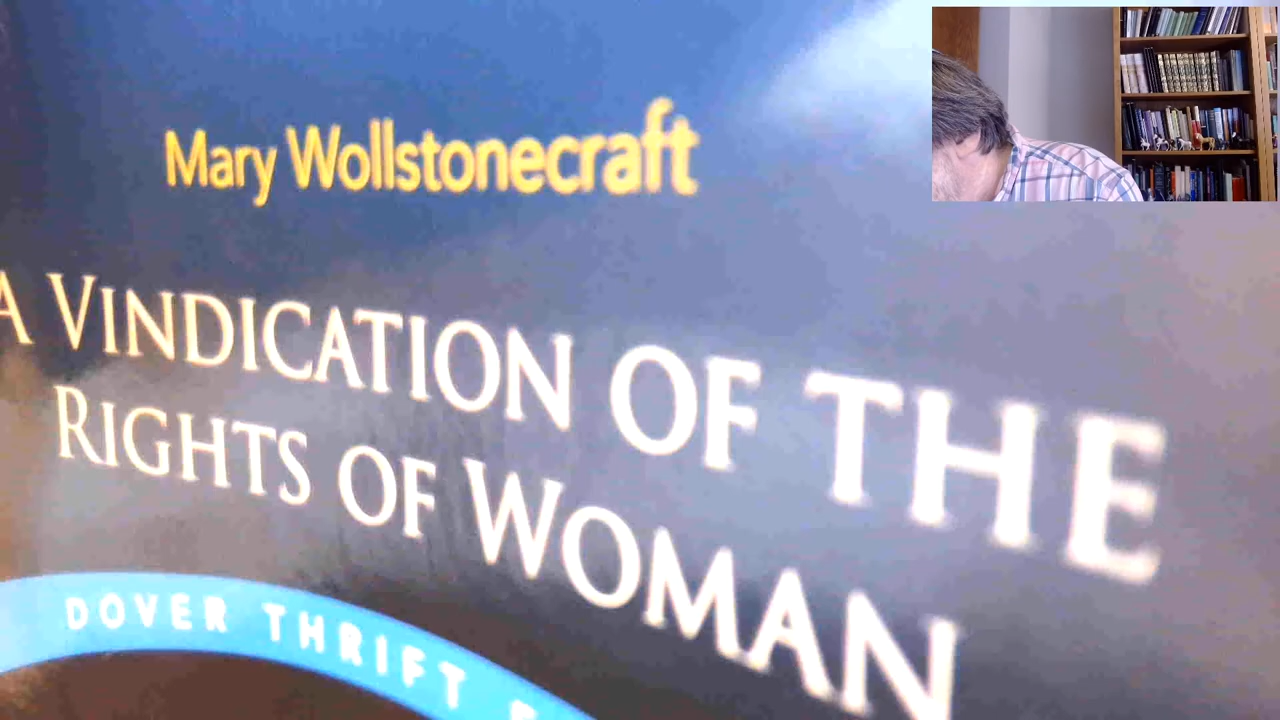 Mary Wollstonecraft
A VINDICATION OF THE
RIGHTS OF WOMAN
DOVER THRIFT